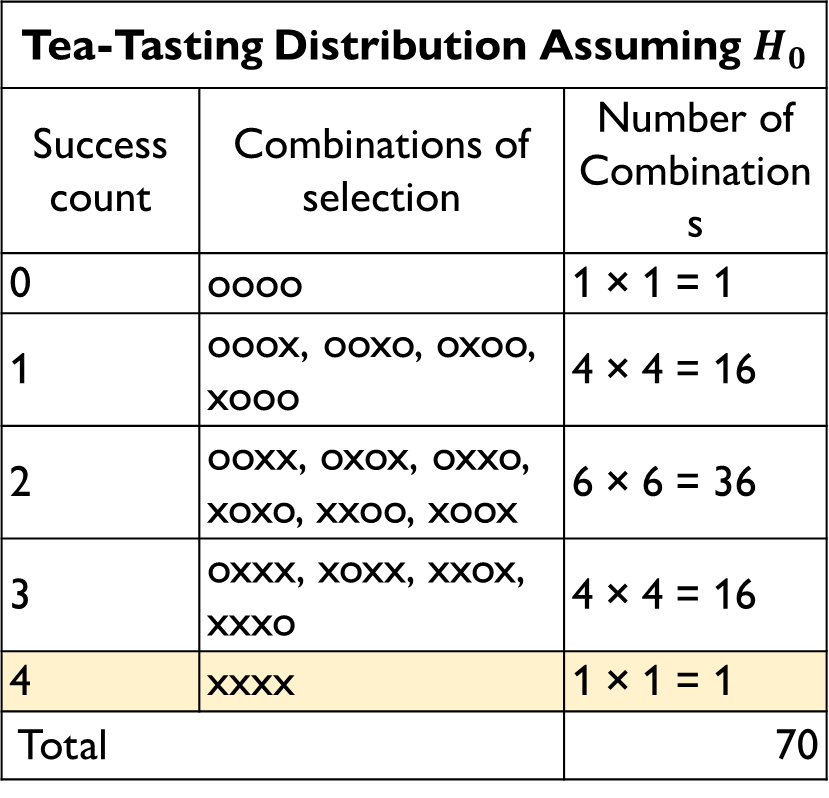 Tea-Tasting Distribution Assuming H₀
Success
count
Combinations of
selection
Number of
Combination
s
0
oooo
1 × 1 = 1
1
ooox, ooxo, oxoo,
xooo
4 × 4 = 16
2
ooxx, oxox, oxxo,
xoxo, xxoo, xoox
6 × 6 = 36
3
oxxx, xoxx, xxox,
xxxo
4 × 4 = 16
4
xxxx
1 × 1 = 1
Total
70